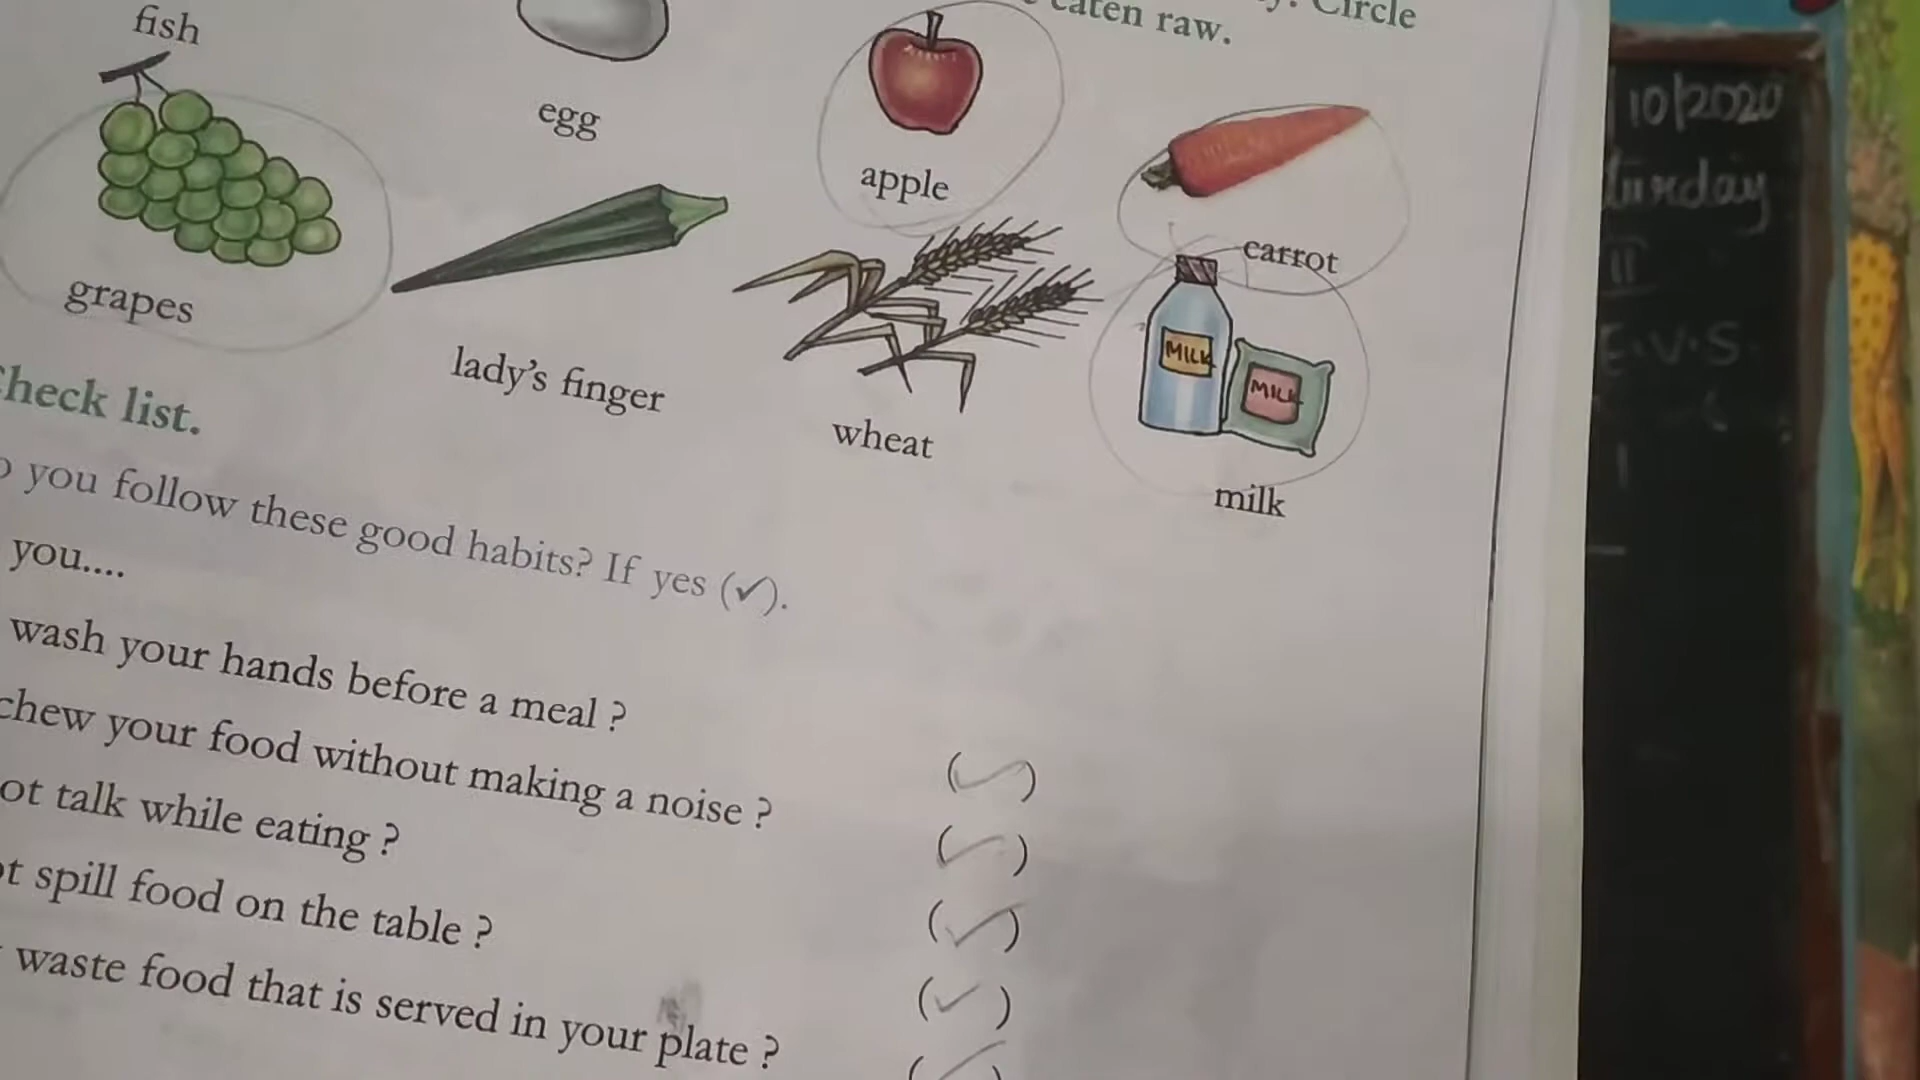 Circle
eaten raw.
fish
egg
apple
carrot
grapes
lady's finger
wheat
MILK
MILK
milk
Check list.
you follow these good habits? If yes (✓).
you....
wash your hands before a meal ?
chew your food without making a noise ?
talk while eating ?
spill food on the table ?
waste food that is served in your plate ?
(✓)
(✓)
(✓)
(✓)
10/2020
II
E.V.S.